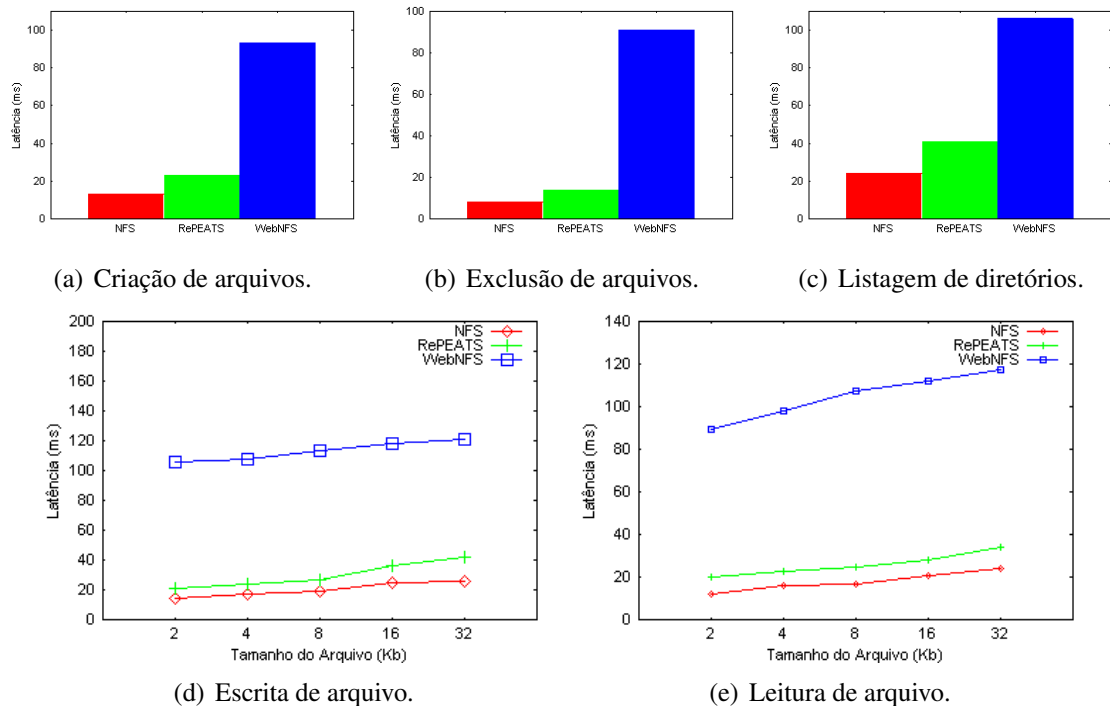 100
80
60
40
20
0
Latência (ms)
NFS RePEATS WebNFS
(a) Criação de arquivos.
100
80
60
40
20
0
Latência (ms)
NFS RePEATS WebNFS
(b) Exclusão de arquivos.
100
80
60
40
20
0
Latência (ms)
NFS RePEATS WebNFS
(c) Listagem de diretórios.
200
180
160
140
120
100
80
60
40
20
0
Latência (ms)
NFS
RePEATS
WebNFS
2 4 8 16 32
Tamanho do Arquivo (Kb)
(d) Escrita de arquivo.
140
120
100
80
60
40
20
0
Latência (ms)
NFS
RePEATS
WebNFS
2 4 8 16 32
Tamanho do Arquivo (Kb)
(e) Leitura de arquivo.